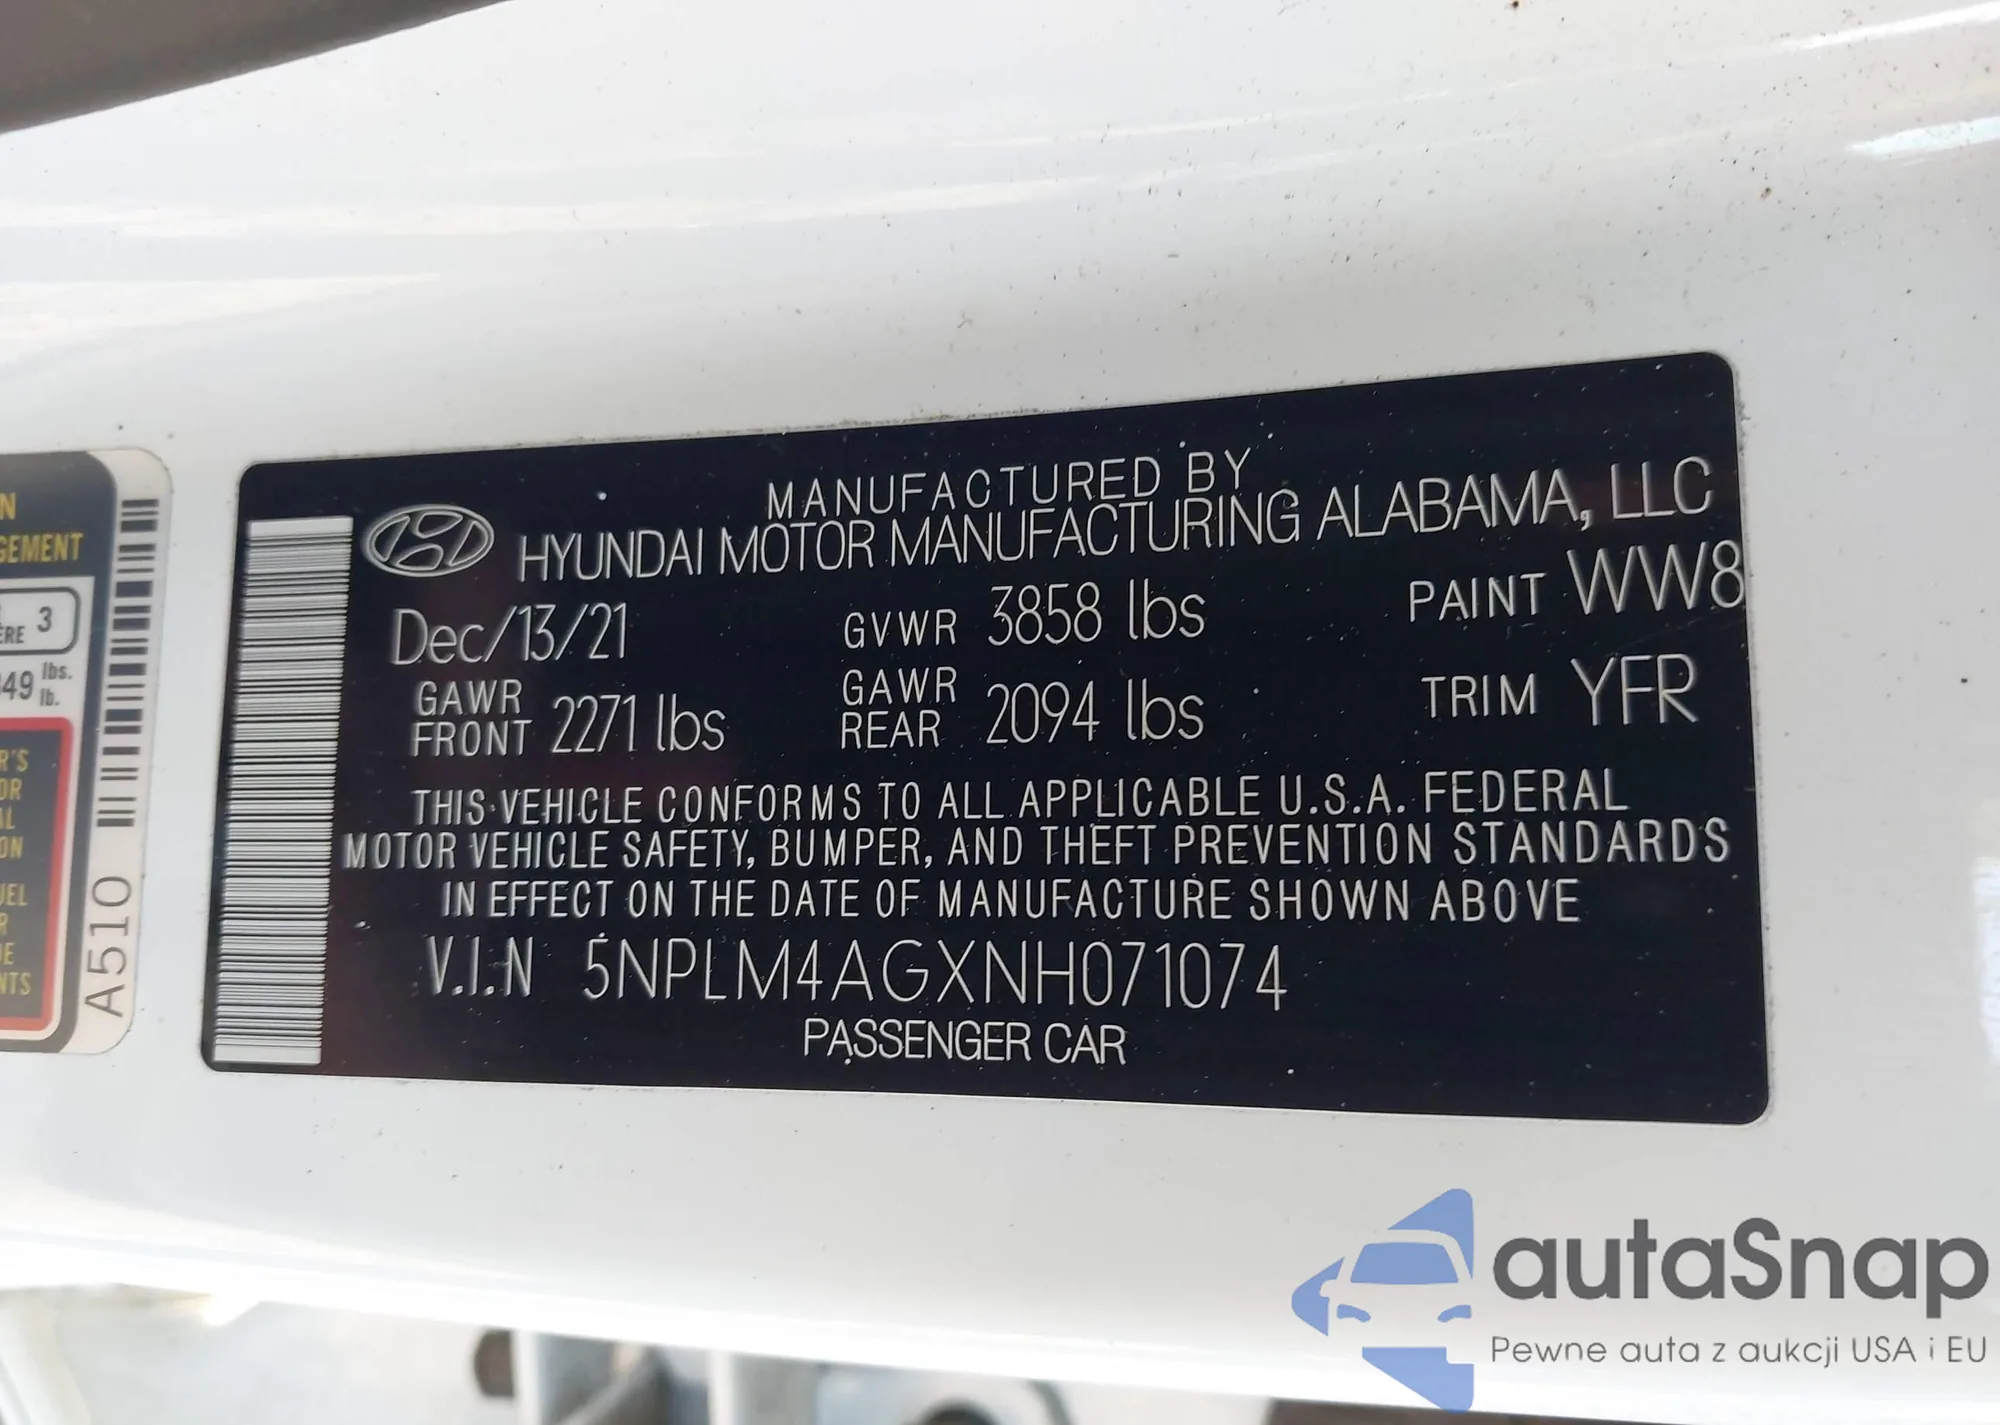 MANUFACTURED BY
HYUNDAI MOTOR MANUFACTURING ALABAMA, LLC
Dec/13/21 GVWR 3858 lbs PAINT WW8
GAWR FRONT 2271 lbs GAWR REAR 2094 lbs TRIM YFR
THIS VEHICLE CONFORMS TO ALL APPLICABLE U.S.A. FEDERAL
MOTOR VEHICLE SAFETY, BUMPER, AND THEFT PREVENTION STANDARDS
IN EFFECT ON THE DATE OF MANUFACTURE SHOWN ABOVE
V.I.N 5NPLM4AGXNH071074
PASSENGER CAR
3
lbs.
lb.
A510
autaSnap
Pewne auta z aukcji USA i EU